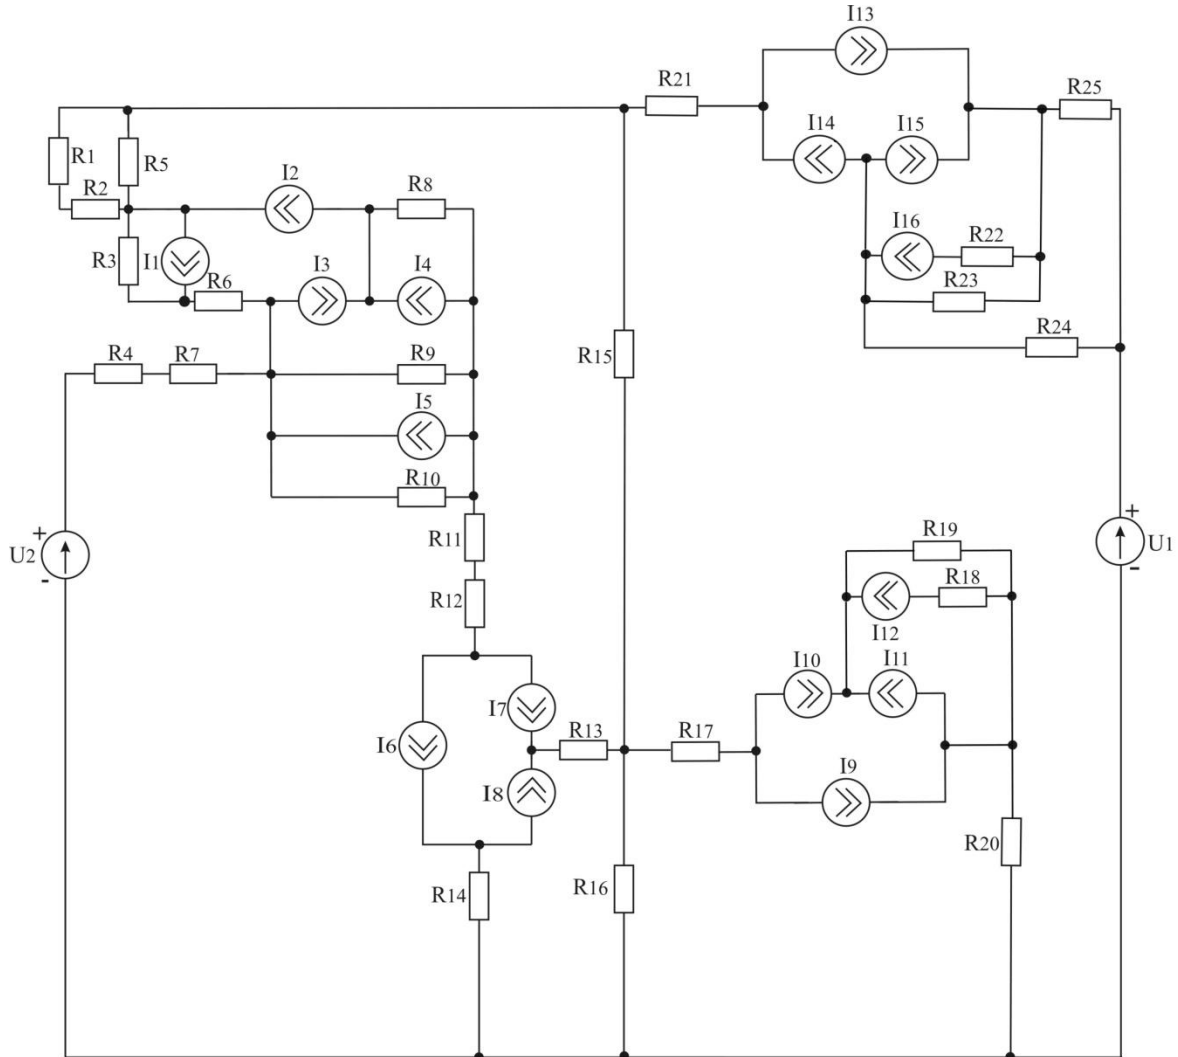 I13
R21
R25
I14
I15
R1
R5
I2
R8
R2
I16
R22
R3
I1
I3
I4
R6
R23
R24
R4
R7
R9
R15
I5
R10
+
U2
-
R11
+
U1
-
R19
R12
R18
I12
I10
I11
I7
I6
R13
R17
I8
I9
R20
R14
R16